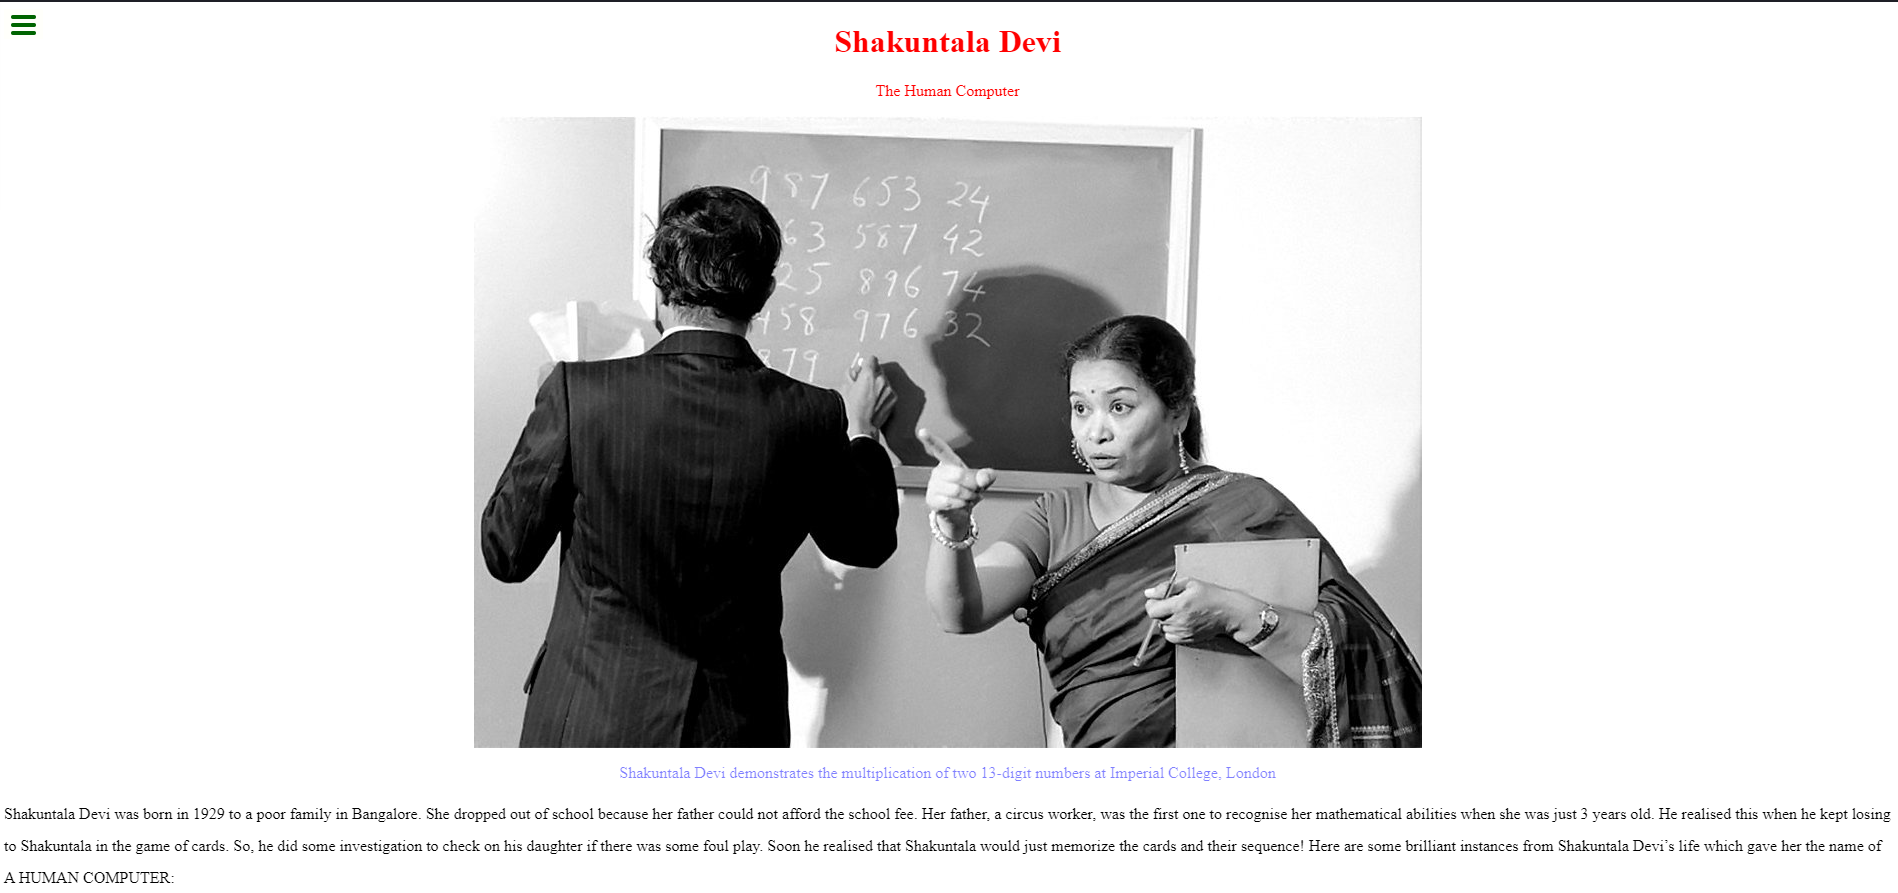 Shakuntala Devi
The Human Computer
987 653 24
63 587 42
25 896 74
458 976 32
879
Shakuntala Devi demonstrates the multiplication of two 13-digit numbers at Imperial College, London
Shakuntala Devi was born in 1929 to a poor family in Bangalore. She dropped out of school because her father could not afford the school fee. Her father, a circus worker, was the first one to recognise her mathematical abilities when she was just 3 years old. He realised this when he kept losing
to Shakuntala in the game of cards. So, he did some investigation to check on his daughter if there was some foul play. Soon he realised that Shakuntala would just memorize the cards and their sequence! Here are some brilliant instances from Shakuntala Devi’s life which gave her the name of
A HUMAN COMPUTER: